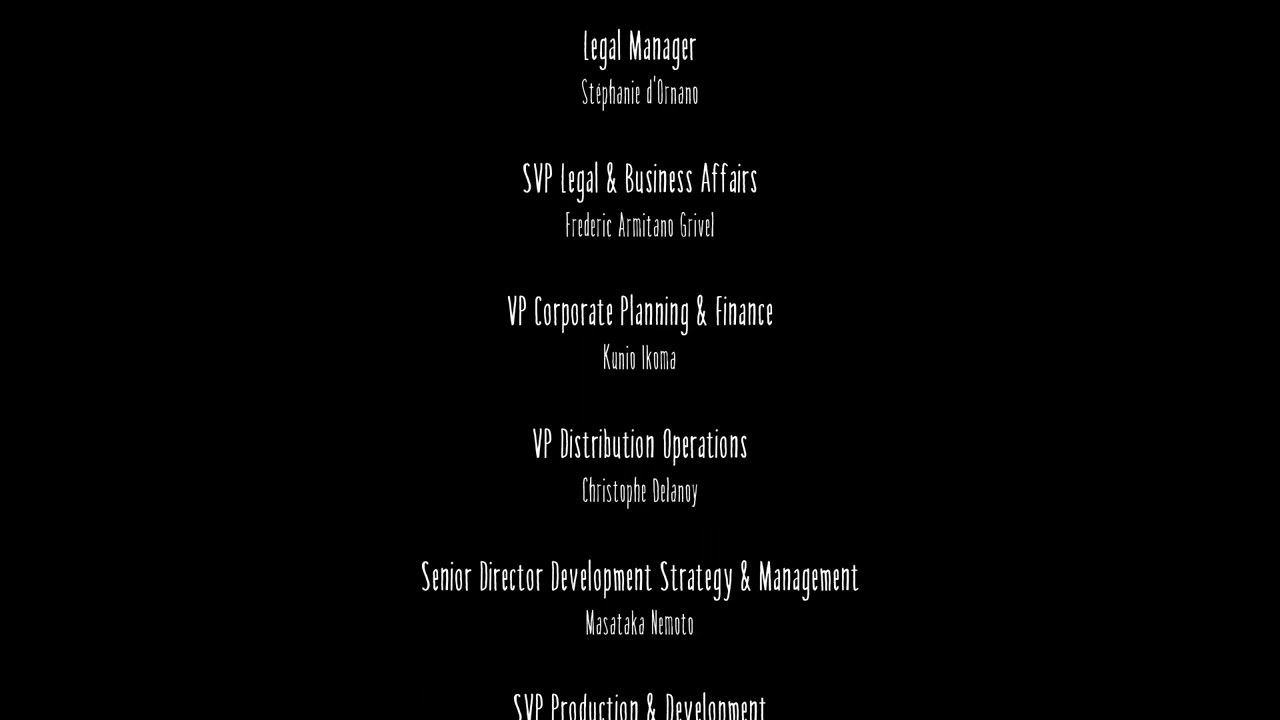 Legal Manager
Stéphanie d'Ornano
SVP Legal & Business Affairs
Frederic Armitano Grivel
VP Corporate Planning & Finance
Kunio Ikoma
VP Distribution Operations
Christophe Delanoy
Senior Director Development Strategy & Management
Masataka Nemoto
SVP Production & Development